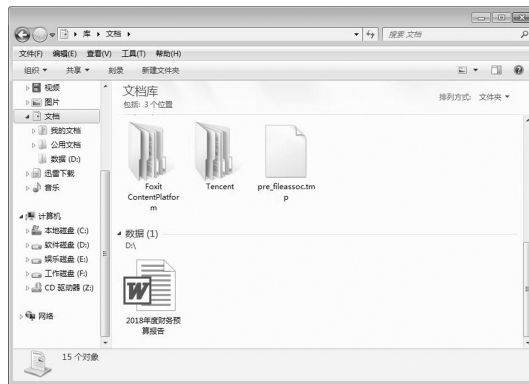 库 ▸ 文档 ▸
搜索 文档
文件(F) 编辑(E) 查看(V) 工具(T) 帮助(H)
组织 共享 刻录 新建文件夹
视频
图片
文档
我的文档
公用文档
数据 (D:)
迅雷下载
音乐
计算机
本地磁盘 (C:)
软件磁盘 (D:)
娱乐磁盘 (E:)
工作磁盘 (F:)
CD 驱动器 (Z:)
网络
文档库
包括: 3 个位置
排列方式: 文件夹
Foxit
ContentPlatfor
m
Tencent
pre_fileassoc.tm
p
数据 (1)
D:\
W
2018年度财务预
算报告
15 个对象